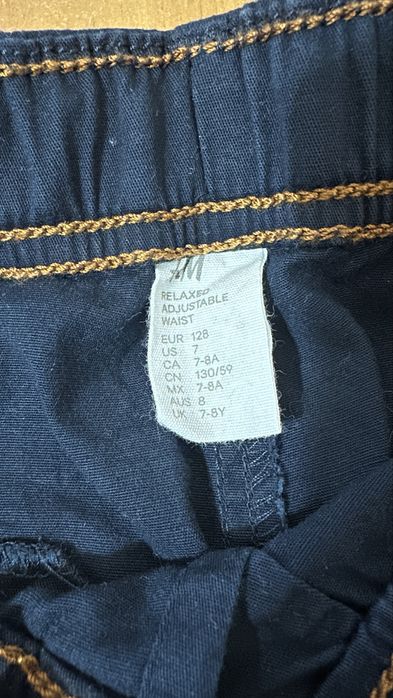 H&M
RELAXED
ADJUSTABLE
WAIST
EUR 128
US 7
CA 7-8A
CN 130/59
MX 7-8A
AUS 8
UK 7-8Y